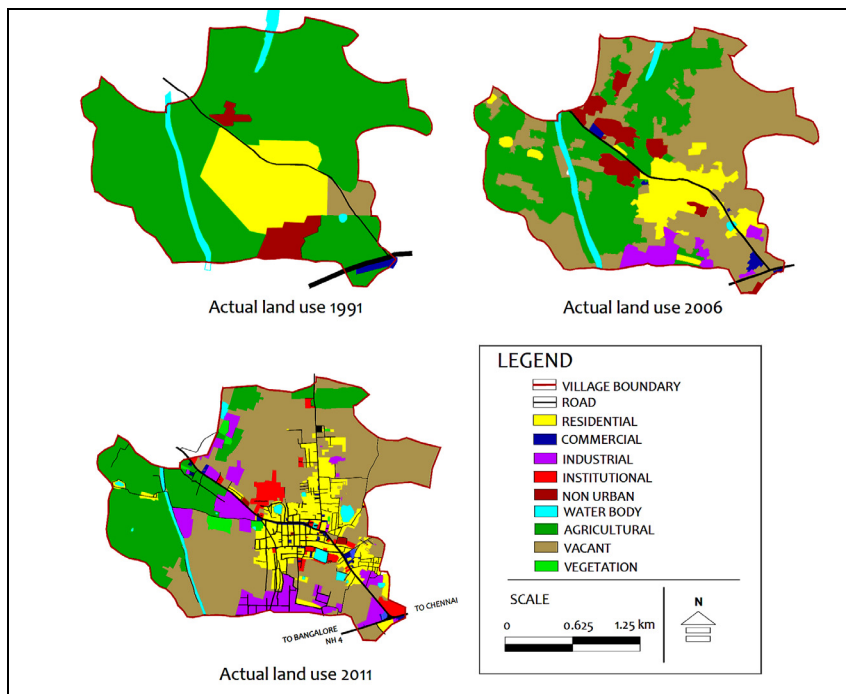 Actual land use 1991
Actual land use 2006
LEGEND
VILLAGE BOUNDARY
ROAD
RESIDENTIAL
COMMERCIAL
INDUSTRIAL
INSTITUTIONAL
NON URBAN
WATER BODY
AGRICULTURAL
VACANT
VEGETATION
SCALE
0 0.625 1.25 km
N
TO CHENNAI
TO BANGALORE
NH 4
Actual land use 2011